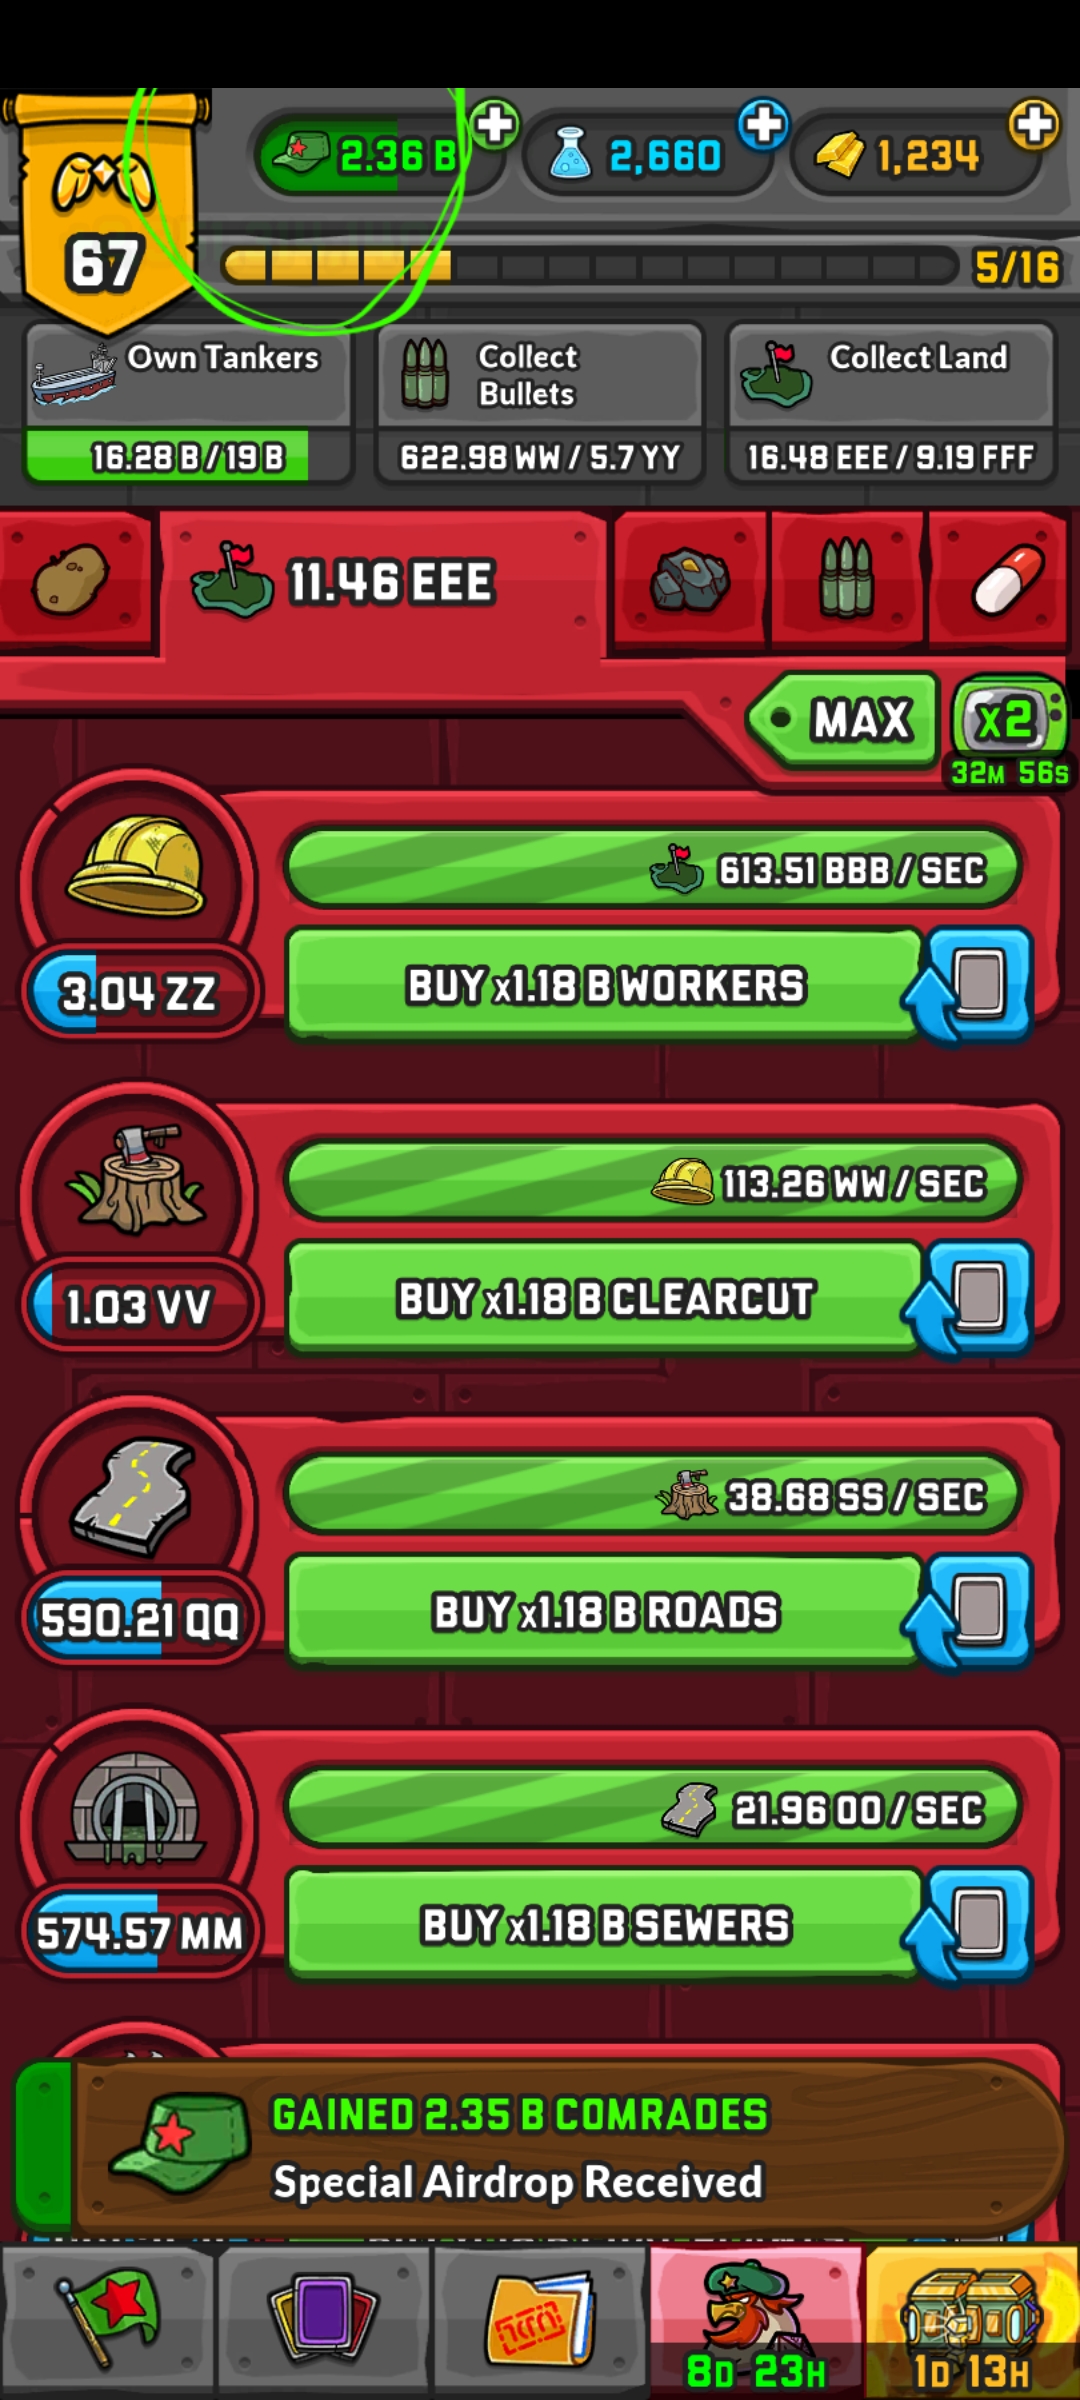 2.36 B
2,660
1,234
67
5/16
Own Tankers
16.28 B / 19 B
Collect
Bullets
622.98 WW / 5.7 YY
Collect Land
16.48 EEE / 9.19 FFF
11.46 EEE
MAX
x2
32M 56S
613.51 BBB / SEC
3.04 ZZ
BUY x1.18 B WORKERS
113.26 WW / SEC
1.03 VV
BUY x1.18 B CLEARCUT
38.68 SS / SEC
590.21 QQ
BUY x1.18 B ROADS
21.96 OO / SEC
574.57 MM
BUY x1.18 B SEWERS
GAINED 2.35 B COMRADES
Special Airdrop Received
8D 23H
1D 13H